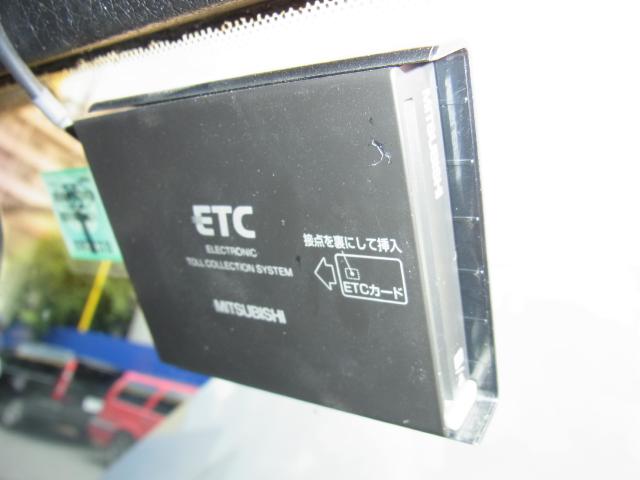 ETC
ELECTRONIC
TOLL COLLECTION SYSTEM
MITSUBISHI
接点を裏にして挿入
ETCカード
MITSUBISHI